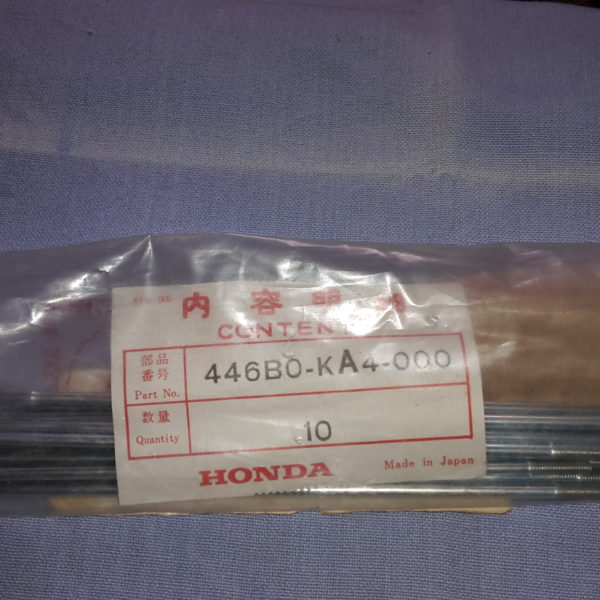 内容明
CONTENT
部品
番号
Part No.
446B0-KA4-000
数量
Quantity
10
HONDA
Made in Japan